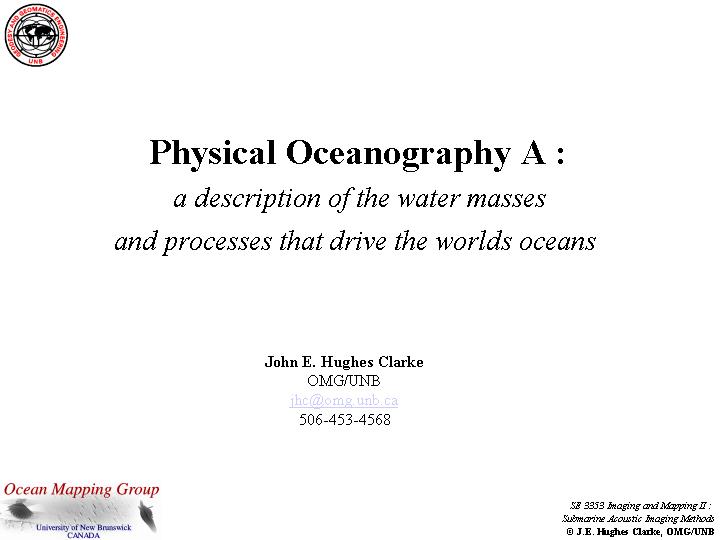 GEODESY AND GEOMATICS ENGINEERING
UNB
Physical Oceanography A :
a description of the water masses
and processes that drive the worlds oceans
John E. Hughes Clarke
OMG/UNB
jhc@omg.unb.ca
506-453-4568
Ocean Mapping Group
University of New Brunswick
CANADA
SE 3353 Imaging and Mapping II :
Submarine Acoustic Imaging Methods
© J.E. Hughes Clarke, OMG/UNB